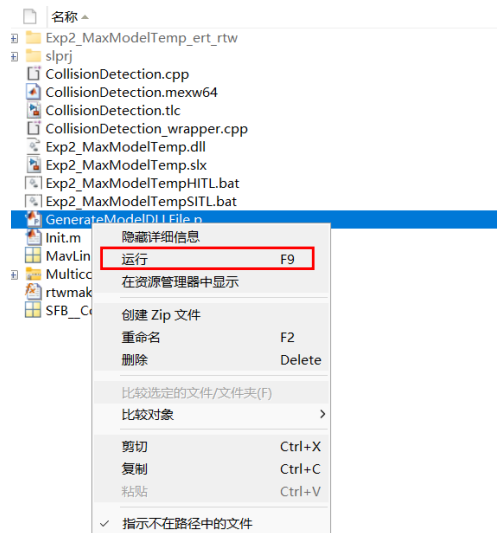 名称
Exp2_MaxModelTemp_ert_rtw
slprj
CollisionDetection.cpp
CollisionDetection.mexw64
CollisionDetection.tlc
CollisionDetection_wrapper.cpp
Exp2_MaxModelTemp.dll
Exp2_MaxModelTemp.slx
Exp2_MaxModelTempHITL.bat
Exp2_MaxModelTempSITL.bat
GenerateModelDLLFile.p
Init.m
隐藏详细信息
MavLin
运行 F9
Multicc
在资源管理器中显示
rtwmak
SFB__Co
创建 Zip 文件
重命名 F2
删除 Delete
比较选定的文件/文件夹(F)
比较对象
剪切 Ctrl+X
复制 Ctrl+C
粘贴 Ctrl+V
指示不在路径中的文件